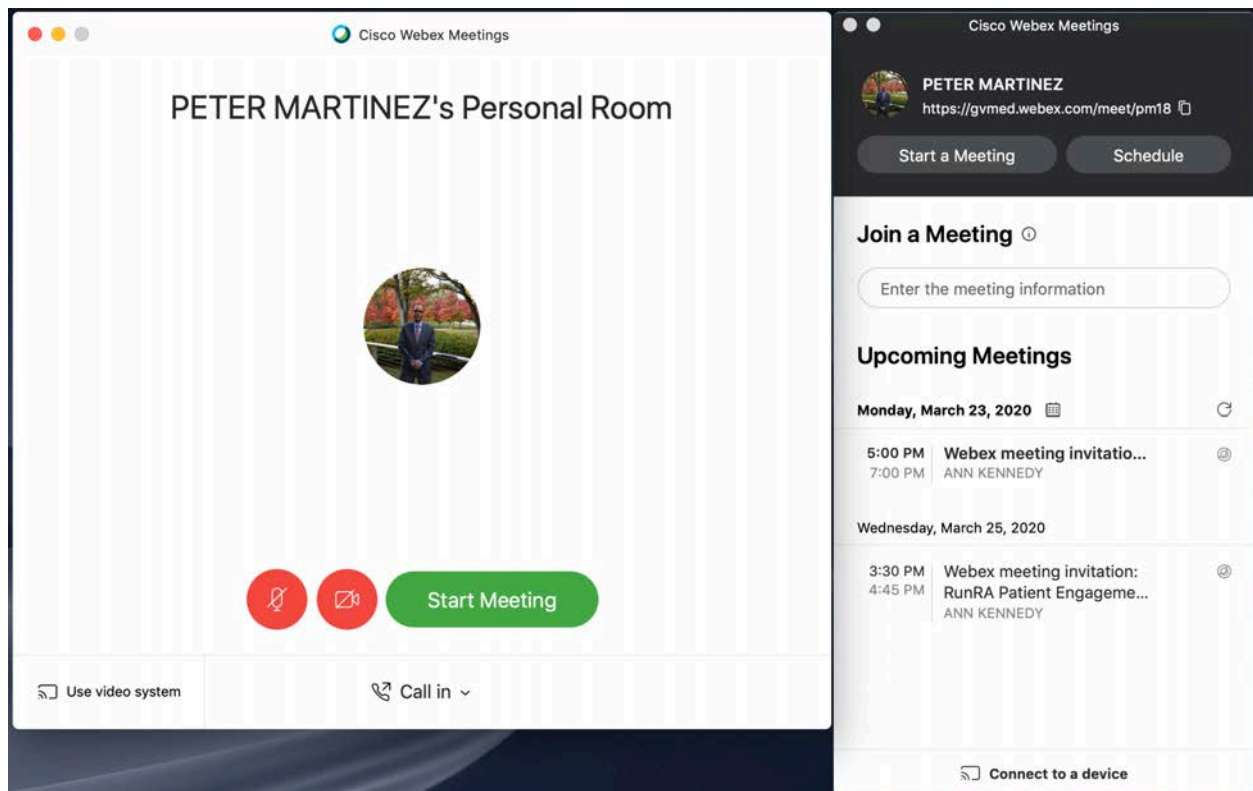 Cisco Webex Meetings
PETER MARTINEZ's Personal Room
Start Meeting
Use video system
Call in
Cisco Webex Meetings
PETER MARTINEZ
https://gvmed.webex.com/meet/pm18
Start a Meeting
Schedule
Join a Meeting
Enter the meeting information
Upcoming Meetings
Monday, March 23, 2020
5:00 PM
Webex meeting invitatio...
7:00 PM
ANN KENNEDY
Wednesday, March 25, 2020
3:30 PM
Webex meeting invitation:
4:45 PM
RunRA Patient Engageme...
ANN KENNEDY
Connect to a device